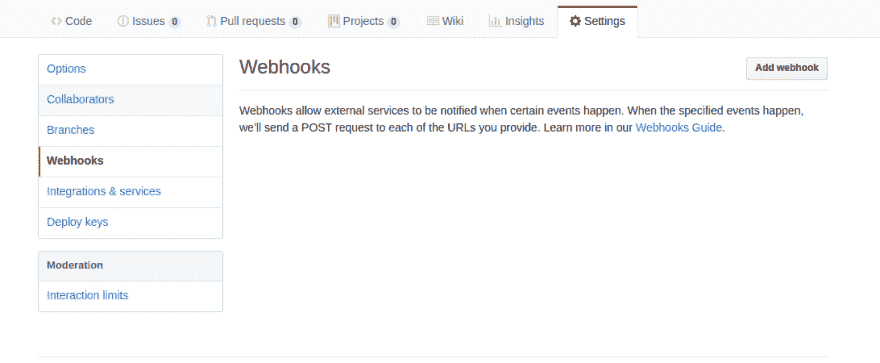 Code Issues 0 Pull requests 0 Projects 0 Wiki Insights Settings
Options
Collaborators
Branches
Webhooks
Integrations & services
Deploy keys
Moderation
Interaction limits
Webhooks
Add webhook
Webhooks allow external services to be notified when certain events happen. When the specified events happen,
we'll send a POST request to each of the URLs you provide. Learn more in our Webhooks Guide.